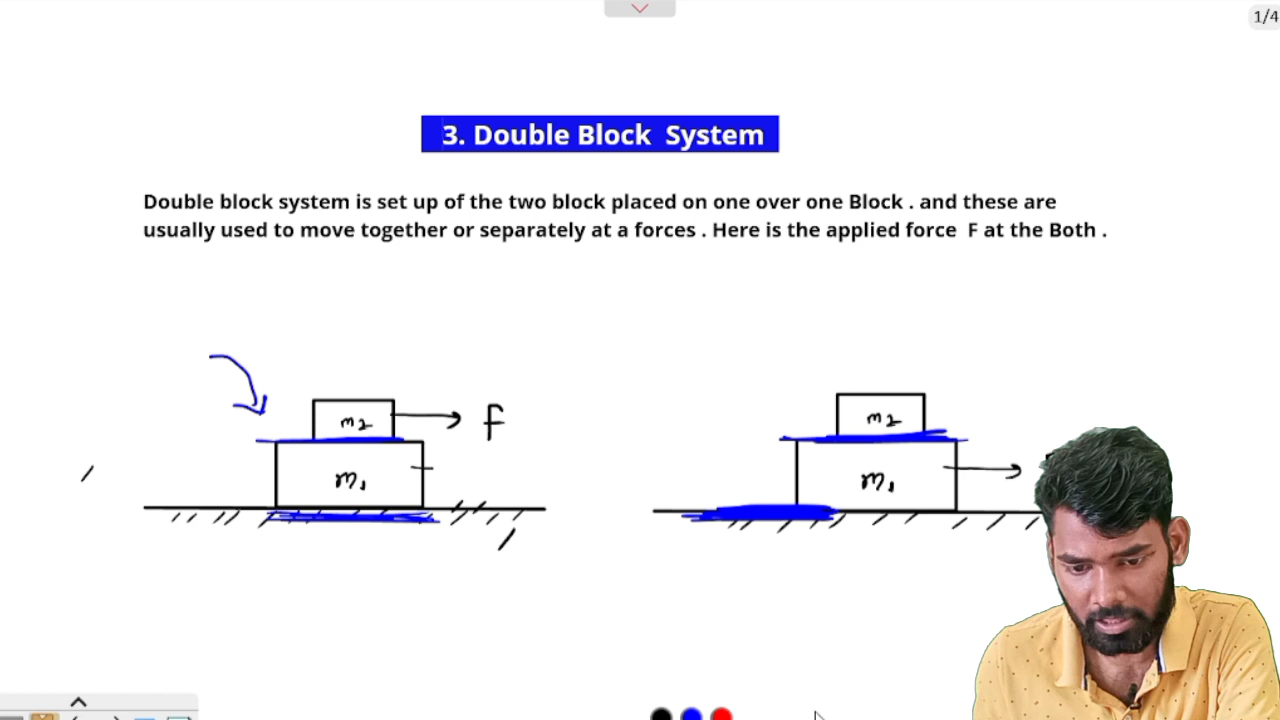 1/4
3. Double Block System
Double block system is set up of the two block placed on one over one Block . and these are
usually used to move together or separately at a forces . Here is the applied force F at the Both .
m2
F
m1
m2
m1